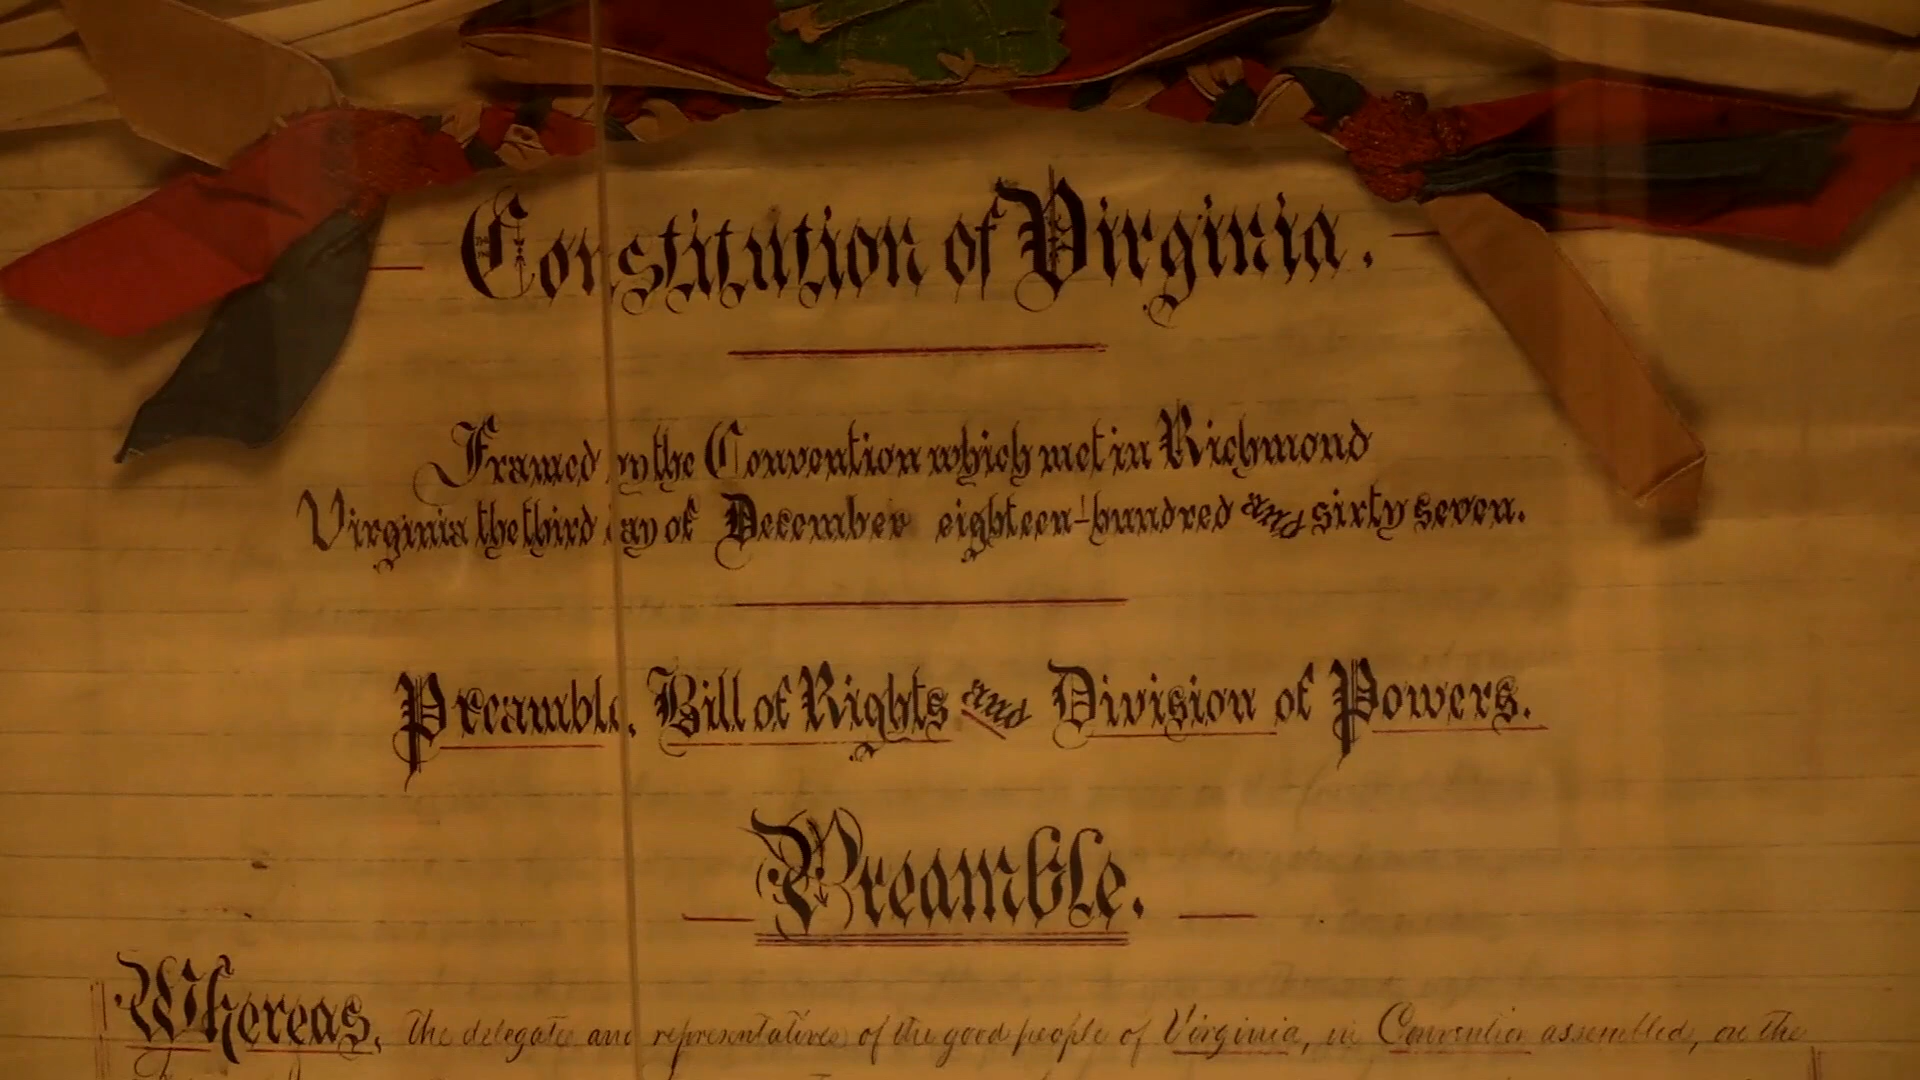 Constitution of Virginia.
Framed by the Convention which met in Richmond
Virginia the third day of December eighteen-hundred and sixty seven.
Preamble, Bill of Rights and Division of Powers.
Preamble.
Whereas, the delegates and representatives of the good people of Virginia, in Convention assembled, on the